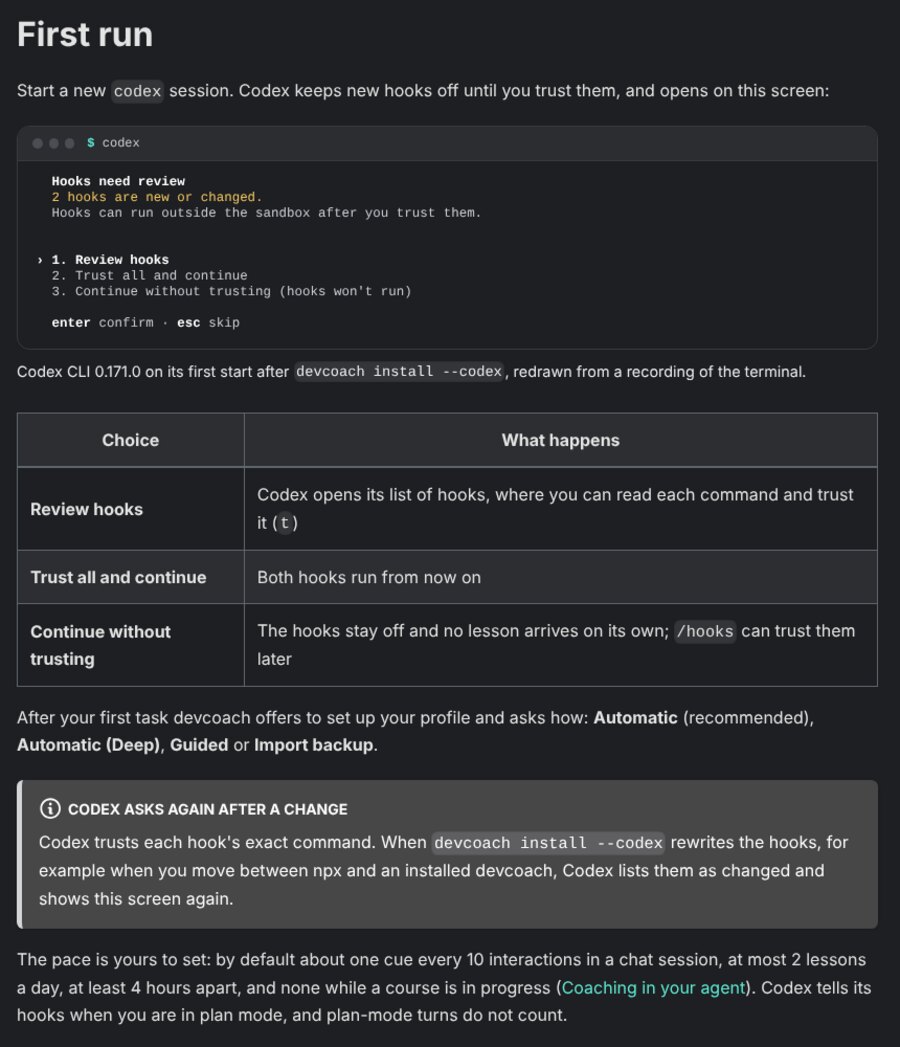 First run
Start a new codex session. Codex keeps new hooks off until you trust them, and opens on this screen:
$ codex
Hooks need review
2 hooks are new or changed.
Hooks can run outside the sandbox after you trust them.
› 1. Review hooks
2. Trust all and continue
3. Continue without trusting (hooks won't run)
enter confirm · esc skip
Codex CLI 0.171.0 on its first start after devcoach install --codex, redrawn from a recording of the terminal.
Choice What happens
Review hooks
Codex opens its list of hooks, where you can read each command and trust
it (t)
Trust all and continue Both hooks run from now on
Continue without
trusting
The hooks stay off and no lesson arrives on its own; /hooks can trust them
later
After your first task devcoach offers to set up your profile and asks how: Automatic (recommended),
Automatic (Deep), Guided or Import backup.
CODEX ASKS AGAIN AFTER A CHANGE
Codex trusts each hook's exact command. When devcoach install --codex rewrites the hooks, for
example when you move between npx and an installed devcoach, Codex lists them as changed and
shows this screen again.
The pace is yours to set: by default about one cue every 10 interactions in a chat session, at most 2 lessons
a day, at least 4 hours apart, and none while a course is in progress (Coaching in your agent). Codex tells its
hooks when you are in plan mode, and plan-mode turns do not count.